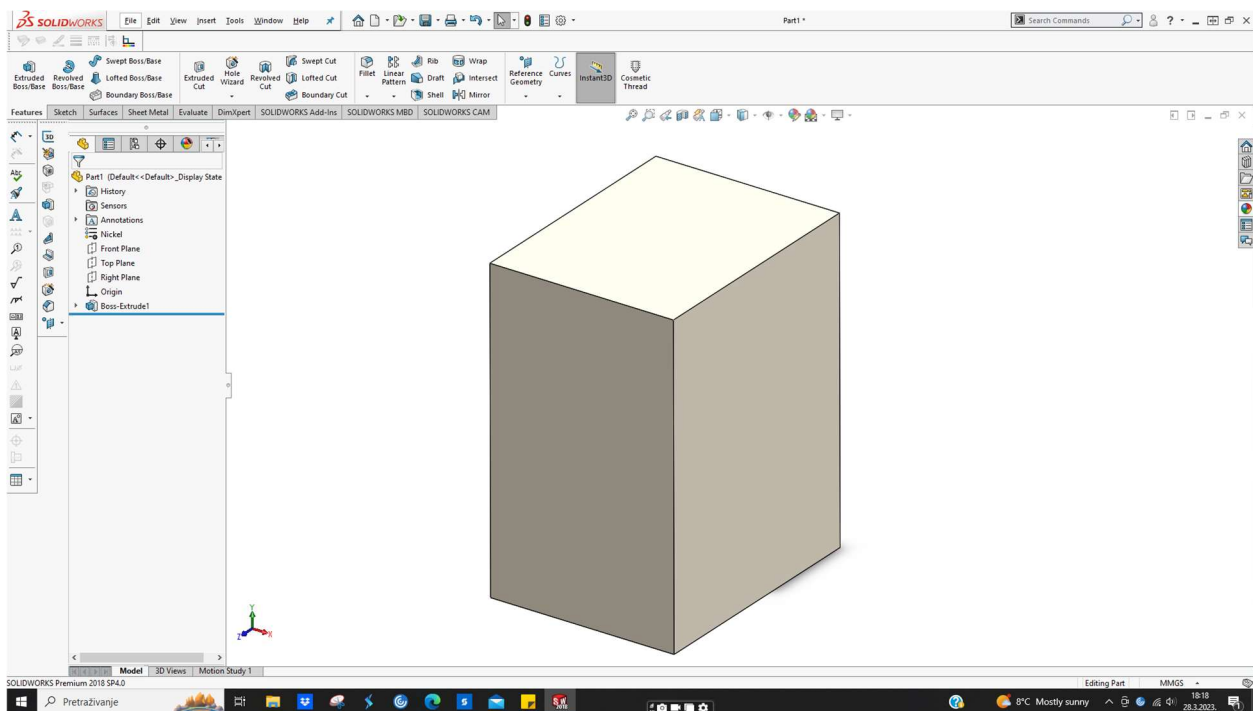 SOLIDWORKS File Edit View Insert Tools Window Help Part1 * Search Commands
Extruded Boss/Base
Revolved Boss/Base
Swept Boss/Base
Lofted Boss/Base
Boundary Boss/Base
Extruded Cut
Hole Wizard
Revolved Cut
Swept Cut
Lofted Cut
Boundary Cut
Fillet
Linear Pattern
Rib
Draft
Shell
Wrap
Intersect
Mirror
Reference Geometry
Curves
Instant3D
Cosmetic Thread
Features Sketch Surfaces Sheet Metal Evaluate DimXpert SOLIDWORKS Add-Ins SOLIDWORKS MBD SOLIDWORKS CAM
Part1 (Default<<Default>_Display State
History
Sensors
Annotations
Nickel
Front Plane
Top Plane
Right Plane
Origin
Boss-Extrude1
Y
Z X
Model 3D Views Motion Study 1
SOLIDWORKS Premium 2018 SP4.0 Editing Part MMGS
Pretraživanje 8°C Mostly sunny 18:18
28.3.2023.